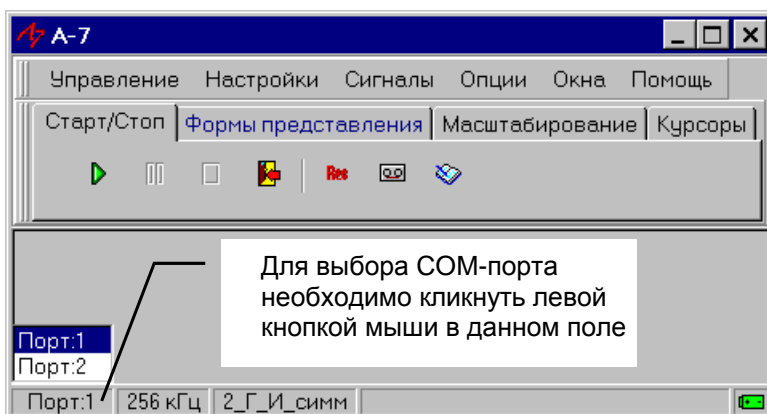 А-7
Управление Настройки Сигналы Опции Окна Помощь
Старт/Стоп Формы представления Масштабирование Курсоры
Rec
Для выбора COM-порта
необходимо кликнуть левой
кнопкой мыши в данном поле
Порт:1
Порт:2
Порт:1 256 кГц 2_Г_И_симм